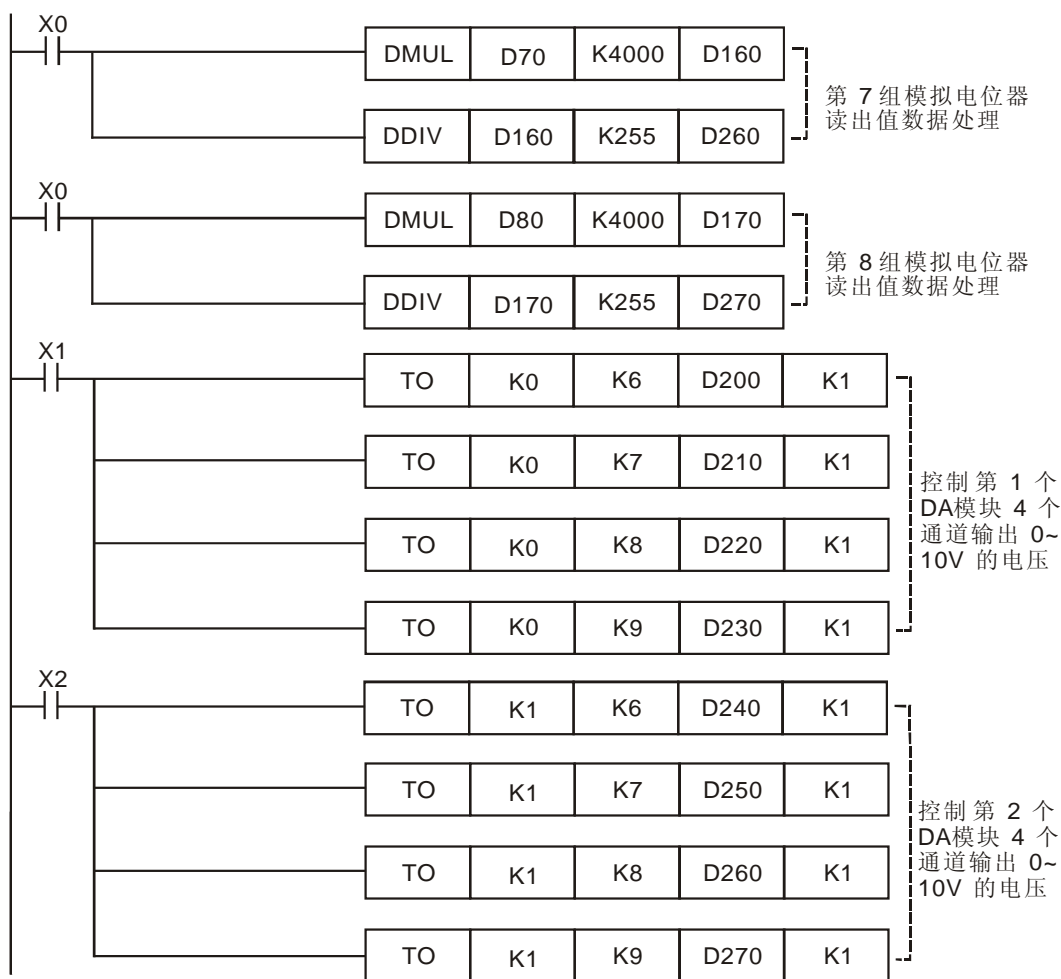 X0
DMUL D70 K4000 D160
第 7 组模拟电位器
读出值数据处理
DDIV D160 K255 D260
X0
DMUL D80 K4000 D170
第 8 组模拟电位器
读出值数据处理
DDIV D170 K255 D270
X1
TO K0 K6 D200 K1
TO K0 K7 D210 K1
控制第 1 个
DA模块 4 个
通道输出 0~
10V 的电压
TO K0 K8 D220 K1
TO K0 K9 D230 K1
X2
TO K1 K6 D240 K1
TO K1 K7 D250 K1
控制第 2 个
DA模块 4 个
通道输出 0~
10V 的电压
TO K1 K8 D260 K1
TO K1 K9 D270 K1